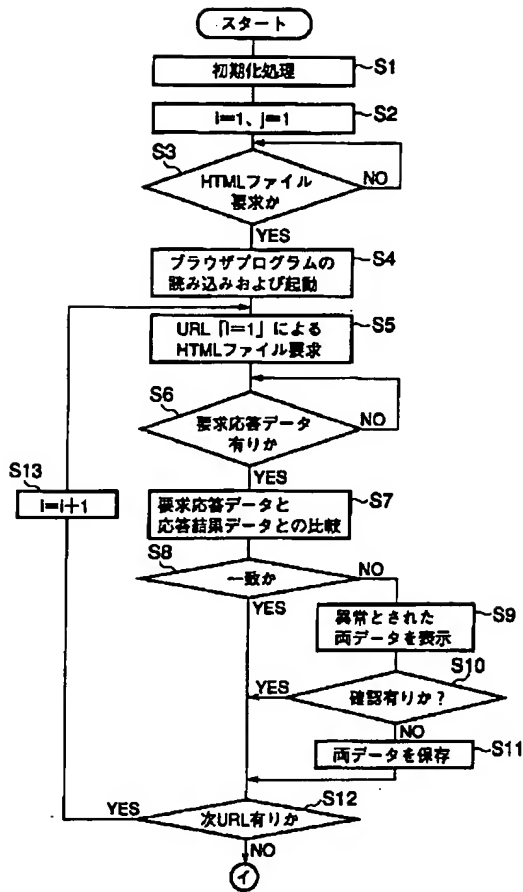 スタート
初期化処理
S1
i=1、j=1
S2
S3
HTMLファイル
要求か
NO
YES
ブラウザプログラムの
読み込みおよび起動
S4
URL「i=1」による
HTMLファイル要求
S5
S6
要求応答データ
有りか
NO
YES
S13
i=i+1
要求応答データと
応答結果データとの比較
S7
S8
一致か
NO
YES
異常とされた
両データを表示
S9
S10
確認有りか?
YES
NO
両データを保存
S11
S12
次URL有りか
YES
NO
イ